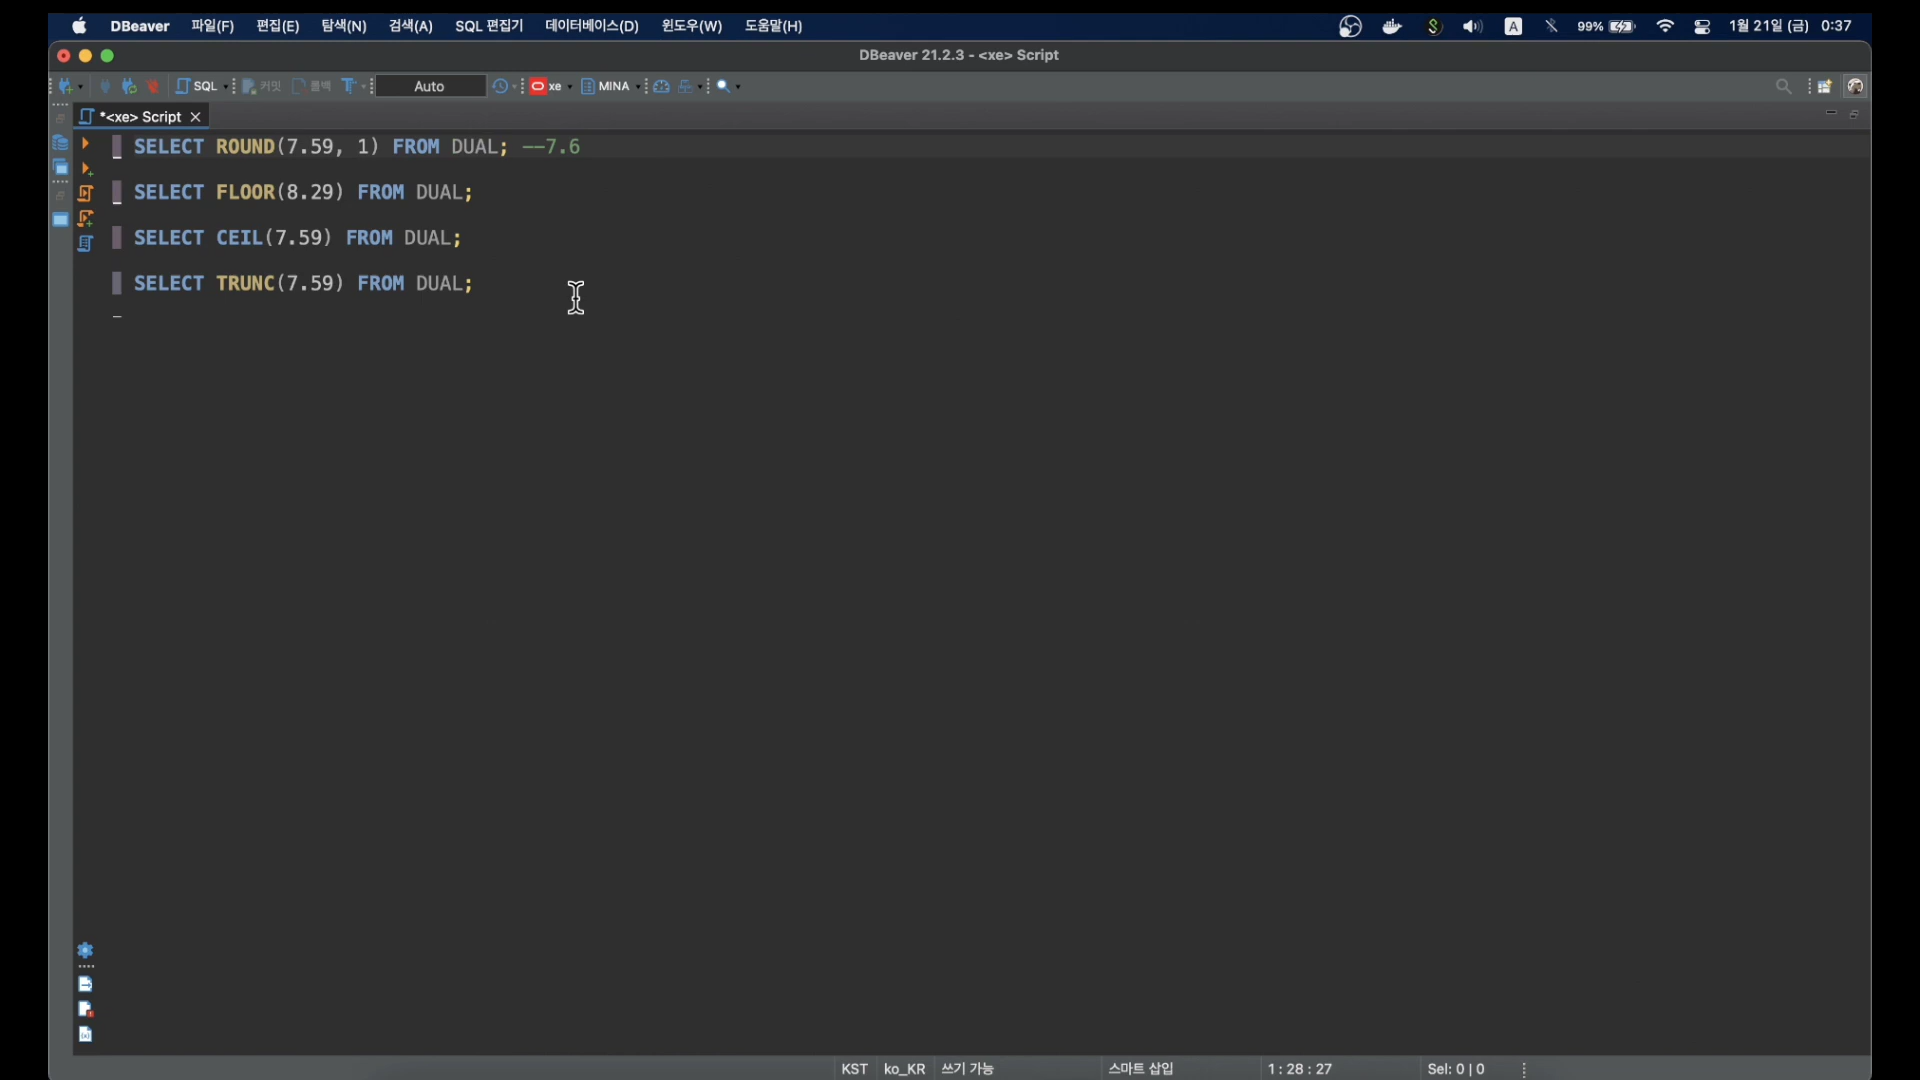 DBeaver 파일(F) 편집(E) 탐색(N) 검색(A) SQL 편집기 데이터베이스(D) 윈도우(W) 도움말(H) A 99% 1월 21일 (금) 0:37
DBeaver 21.2.3 - <xe> Script
SQL 커밋 롤백 Auto xe MINA
*<xe> Script
SELECT ROUND(7.59, 1) FROM DUAL; --7.6
SELECT FLOOR(8.29) FROM DUAL;
SELECT CEIL(7.59) FROM DUAL;
SELECT TRUNC(7.59) FROM DUAL;
KST ko_KR 쓰기 가능 스마트 삽입 1 : 28 : 27 Sel: 0 | 0